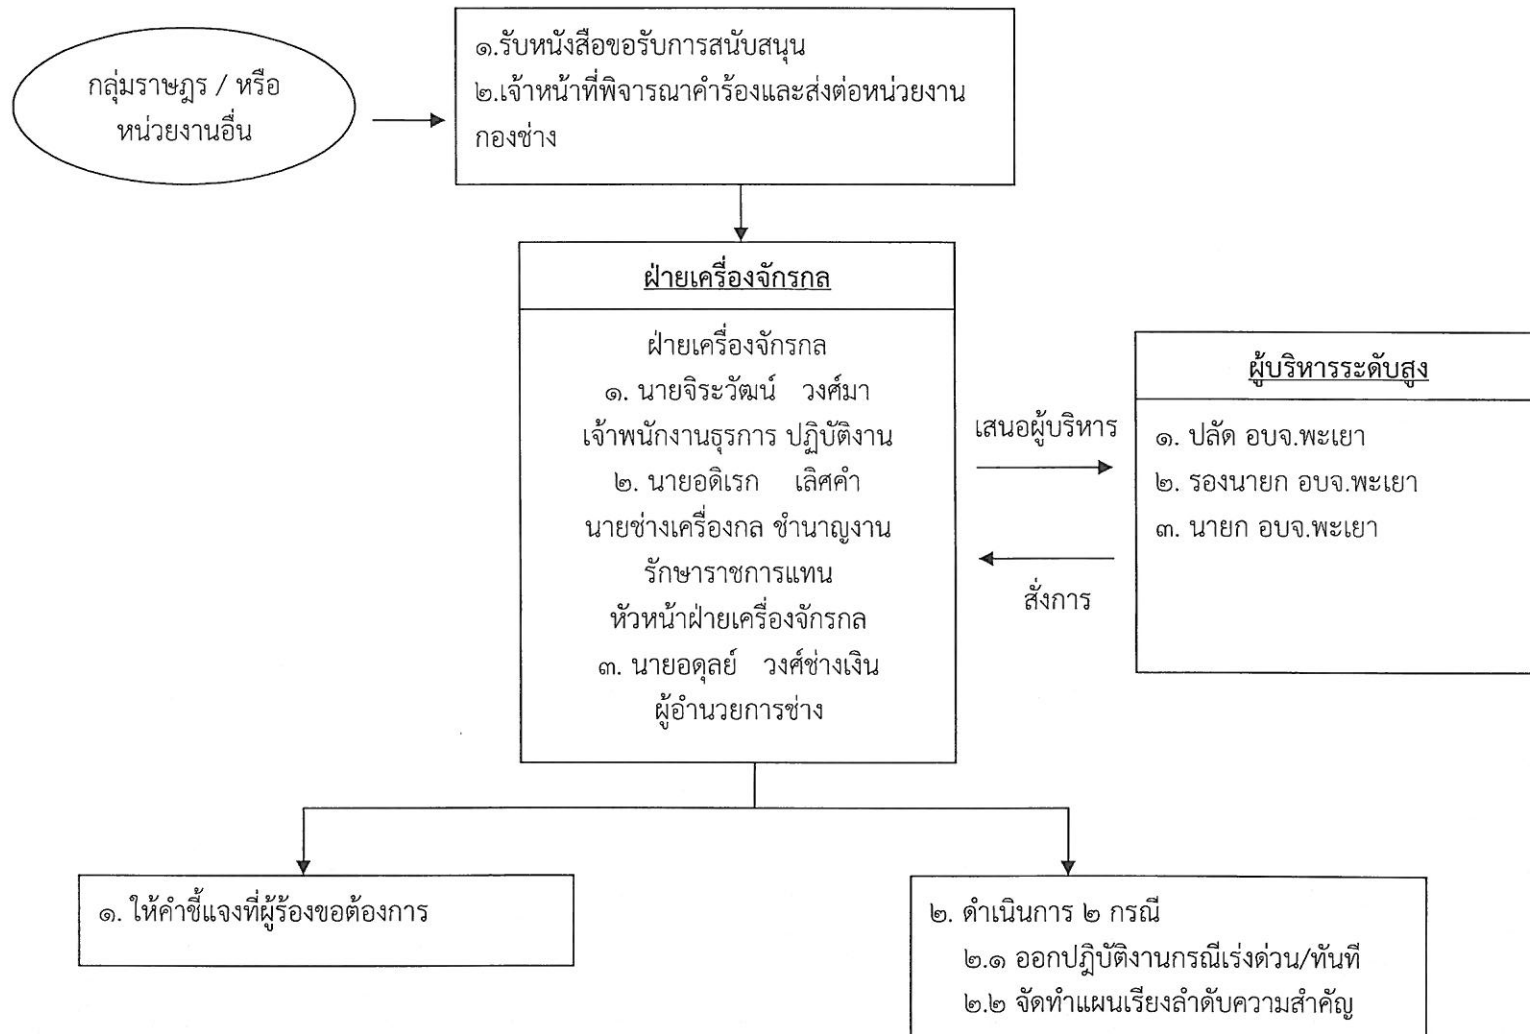 กลุ่มราษฎร / หรือ
หน่วยงานอื่น
๑.รับหนังสือขอรับการสนับสนุน
๒.เจ้าหน้าที่พิจารณาคำร้องและส่งต่อหน่วยงาน
กองช่าง
ฝ่ายเครื่องจักรกล
ฝ่ายเครื่องจักรกล
๑. นายจิระวัฒน์ วงศ์มา
เจ้าพนักงานธุรการ ปฏิบัติงาน
๒. นายอดิเรก เลิศคำ
นายช่างเครื่องกล ชำนาญงาน
รักษาราชการแทน
หัวหน้าฝ่ายเครื่องจักรกล
๓. นายอดุลย์ วงศ์ช่างเงิน
ผู้อำนวยการช่าง
เสนอผู้บริหาร
สั่งการ
ผู้บริหารระดับสูง
๑. ปลัด อบจ.พะเยา
๒. รองนายก อบจ.พะเยา
๓. นายก อบจ.พะเยา
๑. ให้คำชี้แจงที่ผู้ร้องขอต้องการ
๒. ดำเนินการ ๒ กรณี
๒.๑ ออกปฎิบัติงานกรณีเร่งด่วน/ทันที
๒.๒ จัดทำแผนเรียงลำดับความสำคัญ